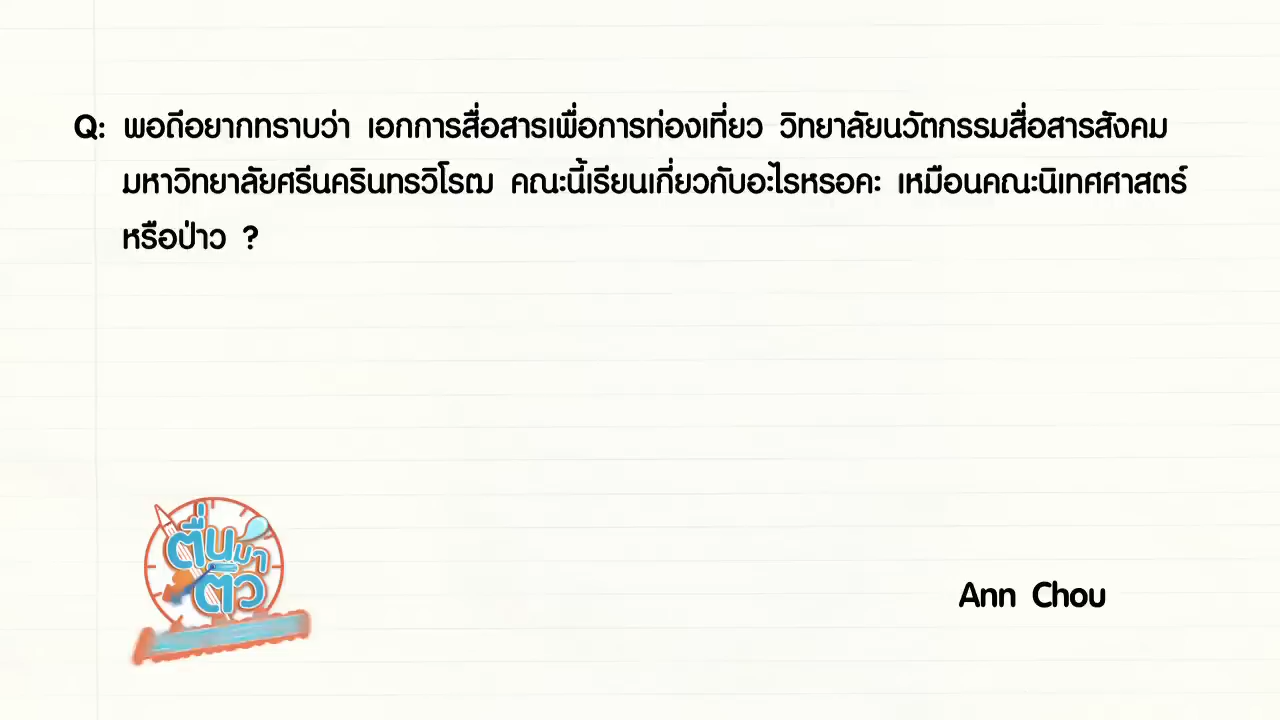 Q: พอดีอยากทราบว่า เอกการสื่อสารเพื่อการท่องเที่ยว วิทยาลัยนวัตกรรมสื่อสารสังคม
มหาวิทยาลัยศรีนครินทรวิโรฒ คณะนี้เรียนเกี่ยวกับอะไรหรอคะ เหมือนคณะนิเทศศาสตร์
หรือป่าว ?
ตื่นมา
ติว
Ann Chou